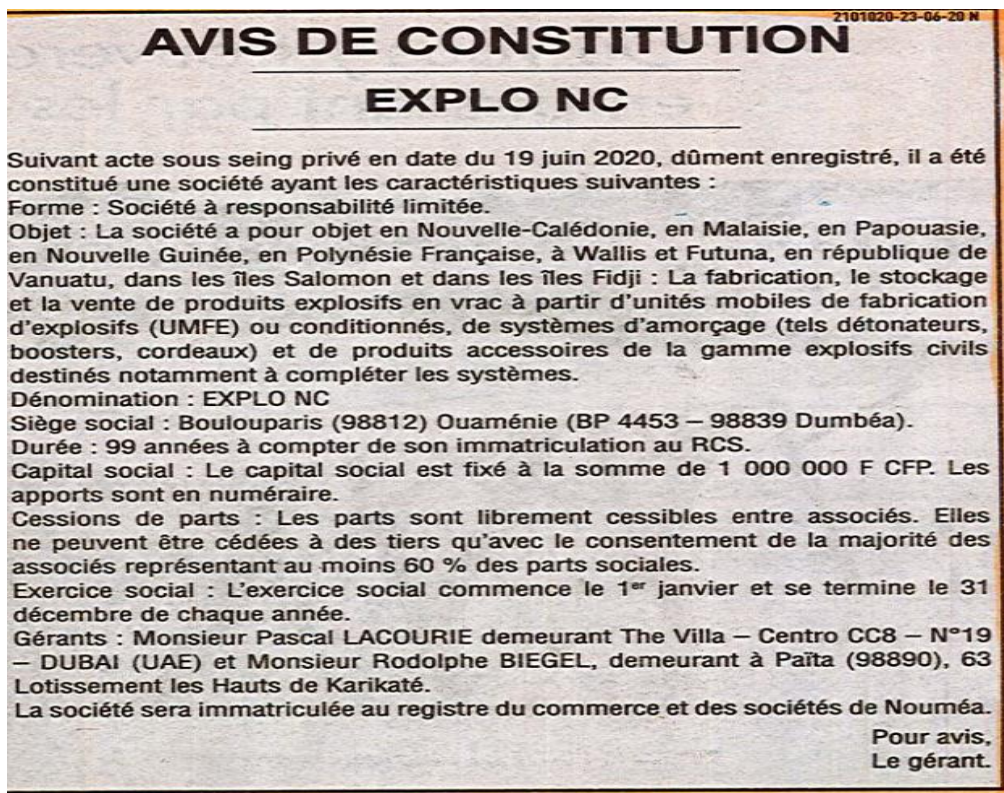 2101020-23-06-20 N
AVIS DE CONSTITUTION
EXPLO NC
Suivant acte sous seing privé en date du 19 juin 2020, dûment enregistré, il a été
constitué une société ayant les caractéristiques suivantes :
Forme : Société à responsabilité limitée.
Objet : La société a pour objet en Nouvelle-Calédonie, en Malaisie, en Papouasie,
en Nouvelle Guinée, en Polynésie Française, à Wallis et Futuna, en république de
Vanuatu, dans les îles Salomon et dans les îles Fidji : La fabrication, le stockage
et la vente de produits explosifs en vrac à partir d'unités mobiles de fabrication
d'explosifs (UMFE) ou conditionnés, de systèmes d'amorçage (tels détonateurs,
boosters, cordeaux) et de produits accessoires de la gamme explosifs civils
destinés notamment à compléter les systèmes.
Dénomination : EXPLO NC
Siège social : Boulouparis (98812) Ouaménie (BP 4453 – 98839 Dumbéa).
Durée : 99 années à compter de son immatriculation au RCS.
Capital social : Le capital social est fixé à la somme de 1 000 000 F CFP. Les
apports sont en numéraire.
Cessions de parts : Les parts sont librement cessibles entre associés. Elles
ne peuvent être cédées à des tiers qu'avec le consentement de la majorité des
associés représentant au moins 60 % des parts sociales.
Exercice social : L'exercice social commence le 1er janvier et se termine le 31
décembre de chaque année.
Gérants : Monsieur Pascal LACOURIE demeurant The Villa – Centro CC8 – N°19
– DUBAI (UAE) et Monsieur Rodolphe BIEGEL, demeurant à Païta (98890), 63
Lotissement les Hauts de Karikaté.
La société sera immatriculée au registre du commerce et des sociétés de Nouméa.
Pour avis,
Le gérant.